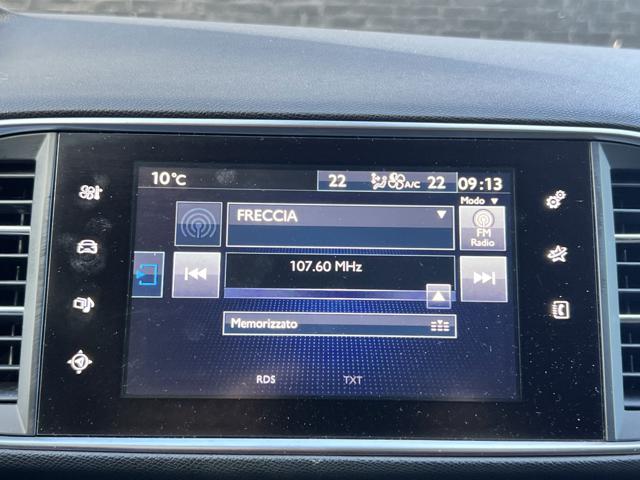 10°C
22
A/C
22
09:13
Modo ▼
FRECCIA
FM
Radio
107.60 MHz
Memorizzato
RDS
TXT